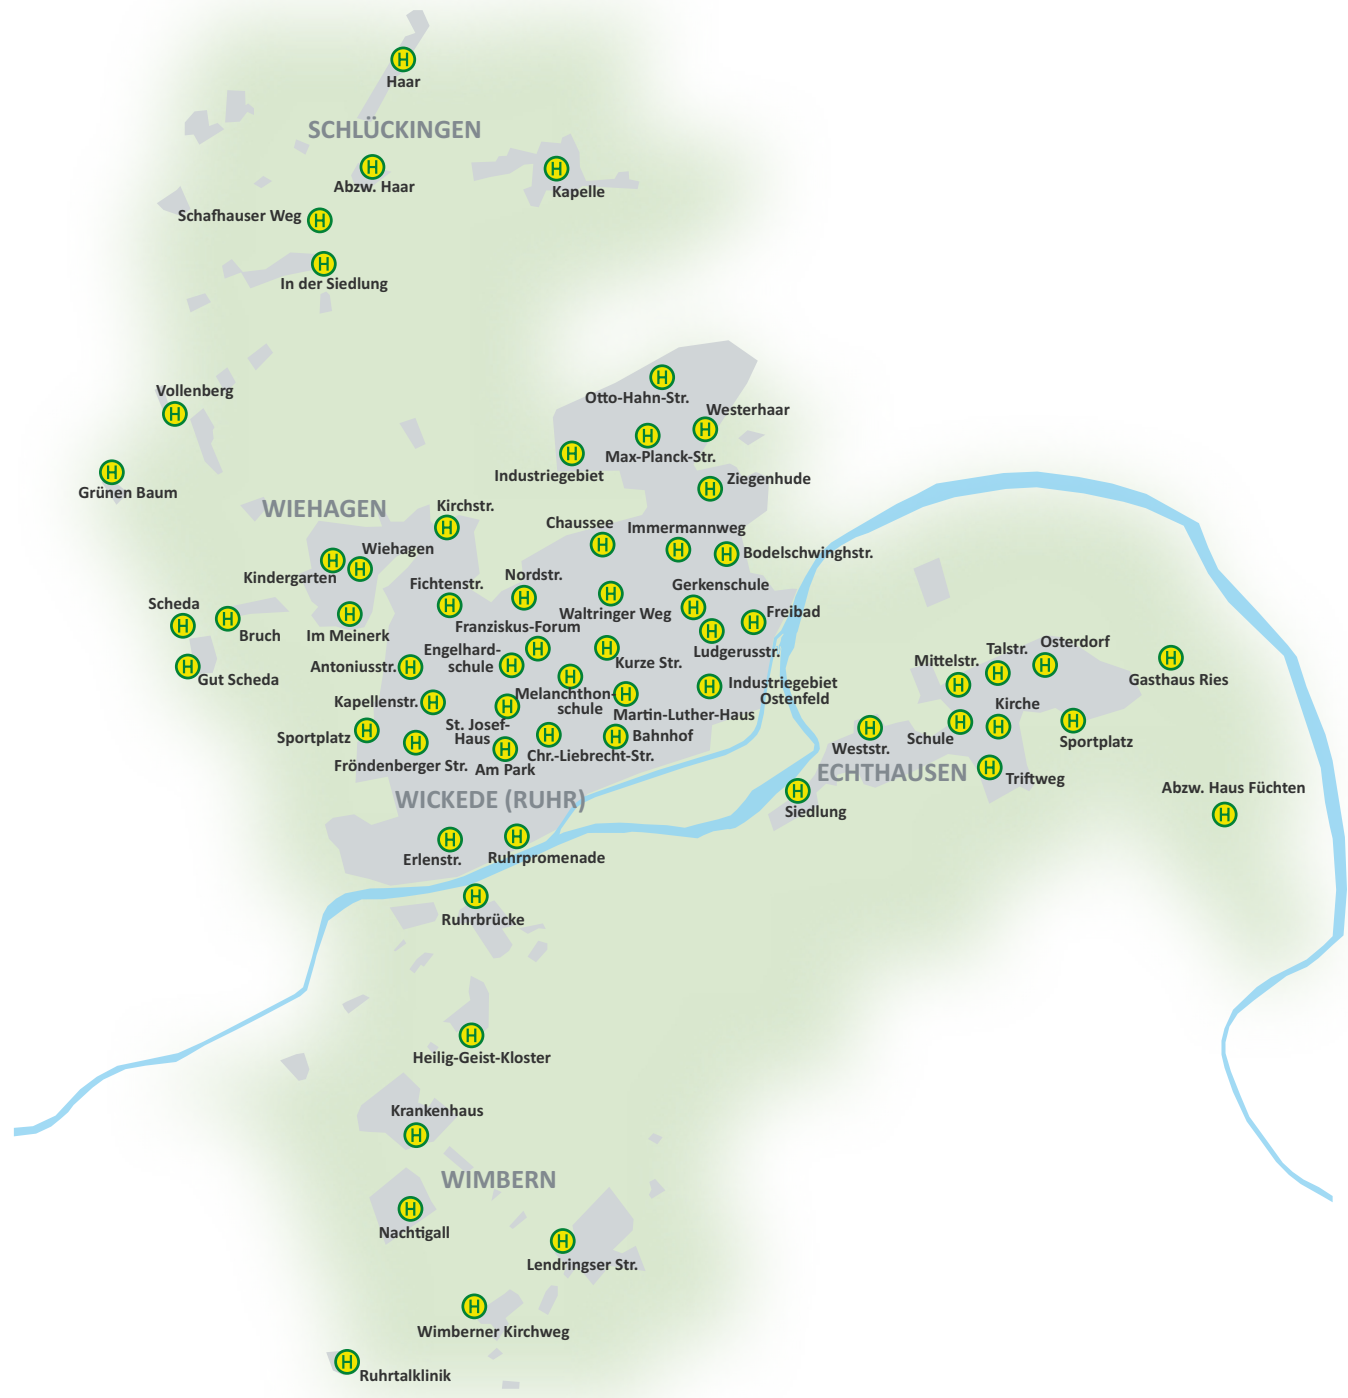 Haar
SCHLÜCKINGEN
Abzw. Haar
Kapelle
Schafhauser Weg
In der Siedlung
Vollenberg
Otto-Hahn-Str.
Westerhaar
Max-Planck-Str.
Industriegebiet
Ziegenhude
Grünen Baum
WIEHAGEN
Kirchstr.
Chaussee
Immermannweg
Wiehagen
Bodelschwinghstr.
Kindergarten
Fichtenstr.
Nordstr.
Gerkenschule
Scheda
Waltringer Weg
Freibad
Bruch
Im Meinerk
Franziskus-Forum
Engelhard-
schule
Ludgerusstr.
Kurze Str.
Antoniusstr.
Gut Scheda
Industriegebiet
Ostenfeld
Melanchthon-
schule
Kapellenstr.
Martin-Luther-Haus
St. Josef-
Haus
Sportplatz
Bahnhof
Chr.-Liebrecht-Str.
Fröndenberger Str.
Am Park
Mittelstr.
Talstr.
Osterdorf
Gasthaus Ries
Kirche
Schule
Sportplatz
Weststr.
ECHTHAUSEN
Triftweg
Abzw. Haus Füchten
Siedlung
WICKEDE (RUHR)
Erlenstr.
Ruhrpromenade
Ruhrbrücke
Heilig-Geist-Kloster
Krankenhaus
WIMBERN
Nachtigall
Lendringser Str.
Wimberner Kirchweg
Ruhrtalklinik